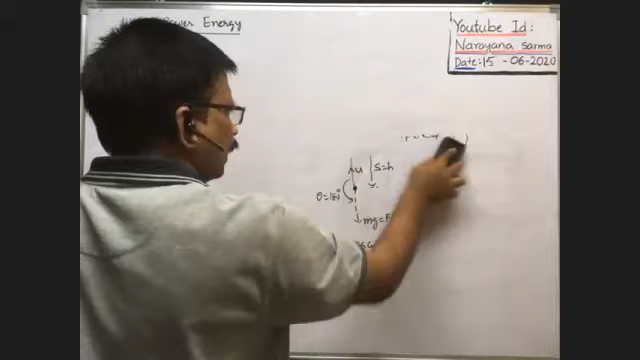 Power Energy
Youtube Id:
Narayana sarma
Date: 15 - 06 - 2020
u
S=h
θ=180°
mg=F